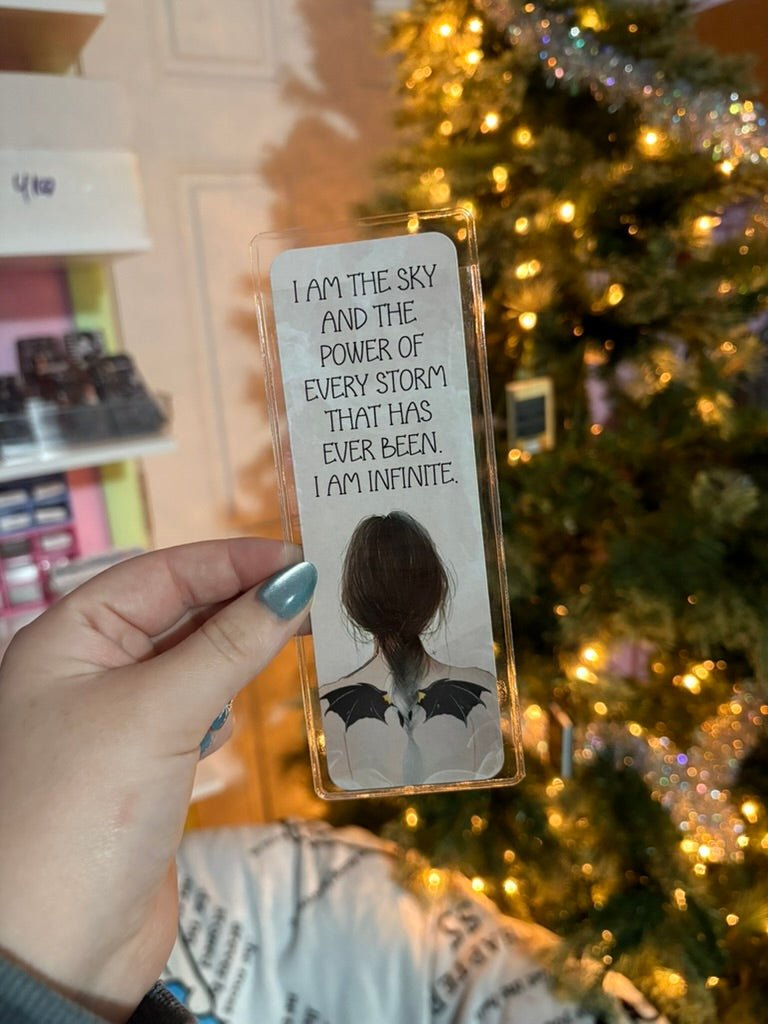 I AM THE SKY
AND THE
POWER OF
EVERY STORM
THAT HAS
EVER BEEN.
I AM INFINITE.